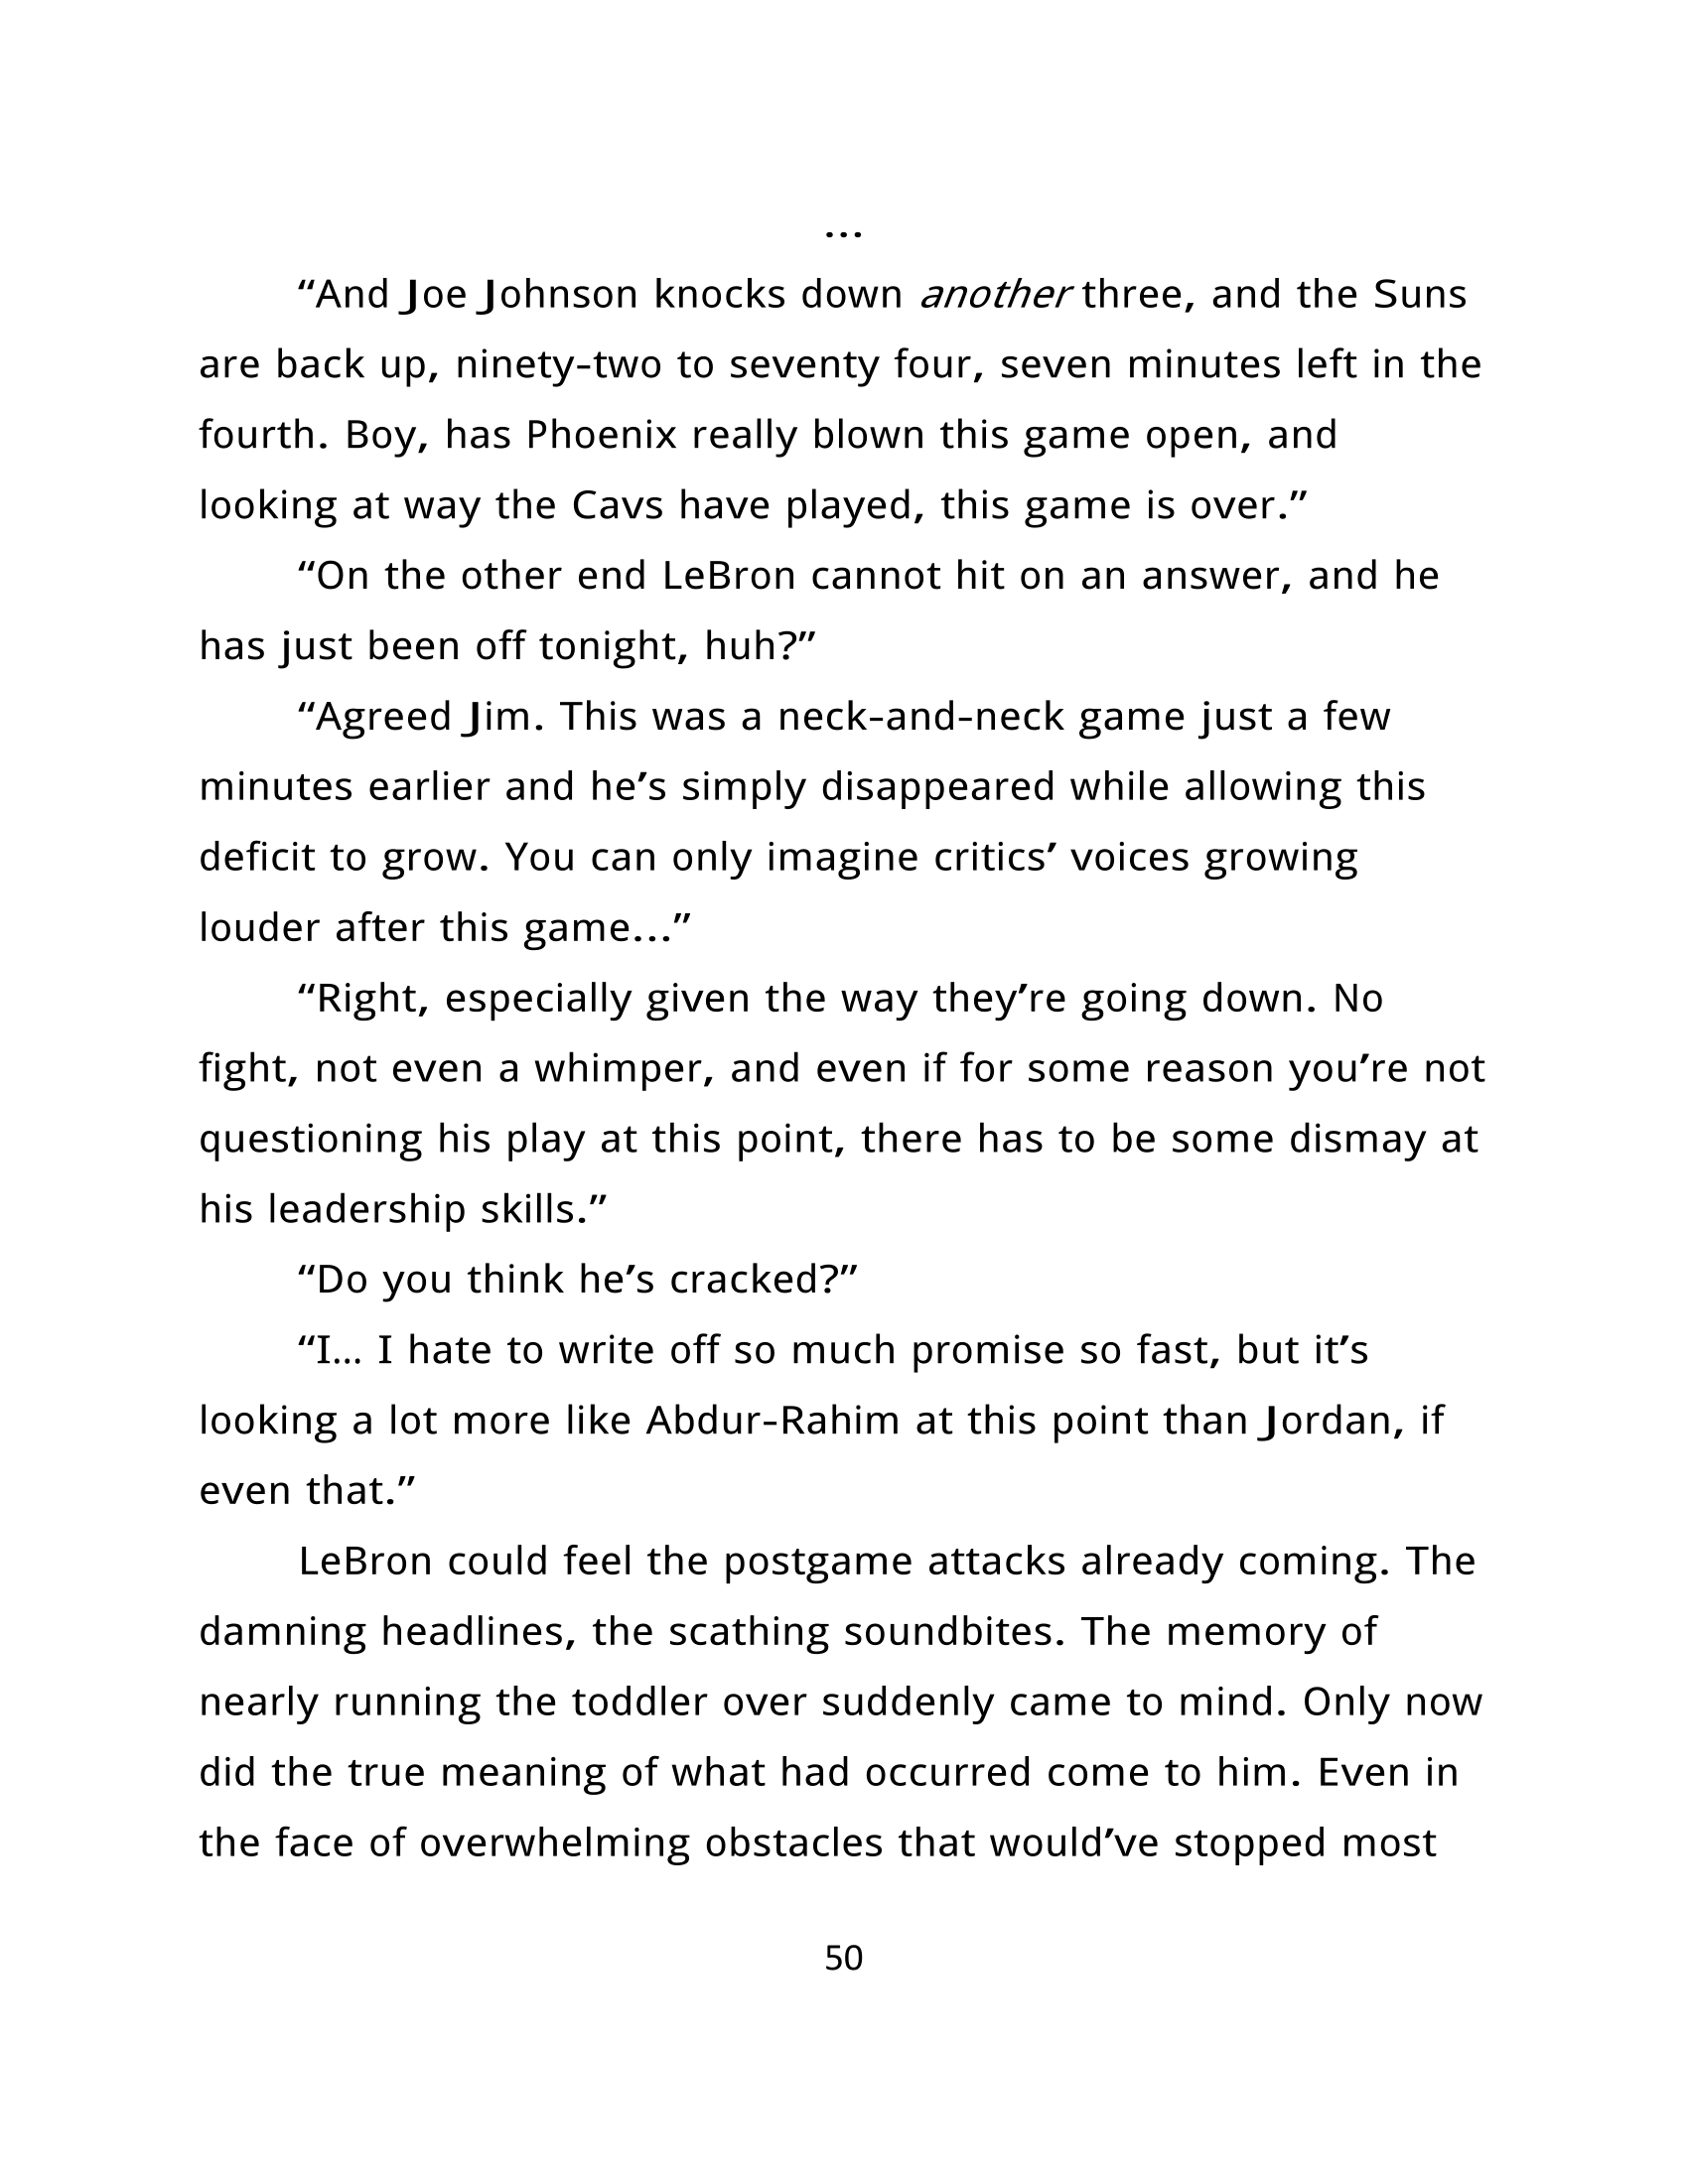 ...
“And Joe Johnson knocks down another three, and the Suns
are back up, ninety-two to seventy four, seven minutes left in the
fourth. Boy, has Phoenix really blown this game open, and
looking at way the Cavs have played, this game is over.”
“On the other end LeBron cannot hit on an answer, and he
has just been off tonight, huh?”
“Agreed Jim. This was a neck-and-neck game just a few
minutes earlier and he’s simply disappeared while allowing this
deficit to grow. You can only imagine critics’ voices growing
louder after this game...”
“Right, especially given the way they’re going down. No
fight, not even a whimper, and even if for some reason you’re not
questioning his play at this point, there has to be some dismay at
his leadership skills.”
“Do you think he’s cracked?”
“I... I hate to write off so much promise so fast, but it’s
looking a lot more like Abdur-Rahim at this point than Jordan, if
even that.”
LeBron could feel the postgame attacks already coming. The
damning headlines, the scathing soundbites. The memory of
nearly running the toddler over suddenly came to mind. Only now
did the true meaning of what had occurred come to him. Even in
the face of overwhelming obstacles that would’ve stopped most
50